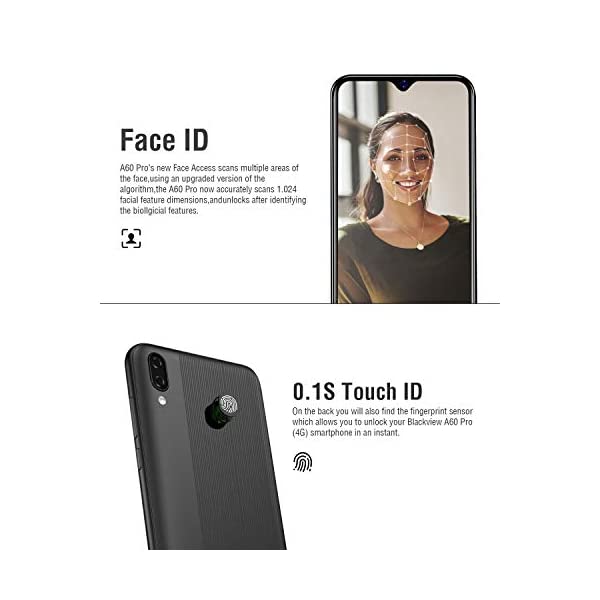 Face ID
A60 Pro's new Face Access scans multiple areas of
the face,using an upgraded version of the
algorithm,the A60 Pro now accurately scans 1.024
facial feature dimensions,andunlocks after identifying
the biollgicial features.
0.1S Touch ID
On the back you will also find the fingerprint sensor
which allows you to unlock your Blackview A60 Pro
(4G) smartphone in an instant.